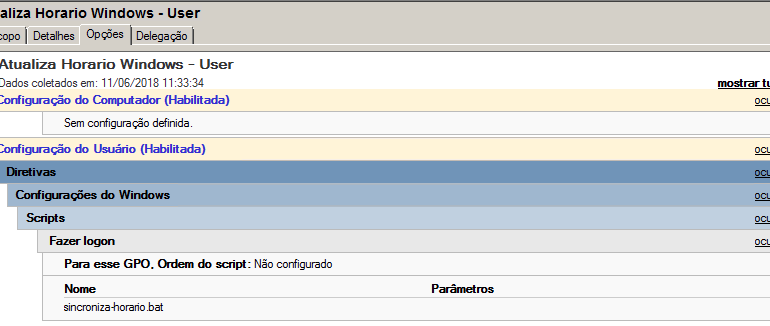 aliza Horario Windows - User
copo Detalhes Opções Delegação
Atualiza Horario Windows - User
Dados coletados em: 11/06/2018 11:33:34
mostrar tu
Configuração do Computador (Habilitada) ocu
Sem configuração definida.
Configuração do Usuário (Habilitada) ocu
Diretivas ocu
Configurações do Windows ocu
Scripts ocu
Fazer logon ocu
Para esse GPO, Ordem do script: Não configurado
Nome Parâmetros
sincroniza-horario.bat